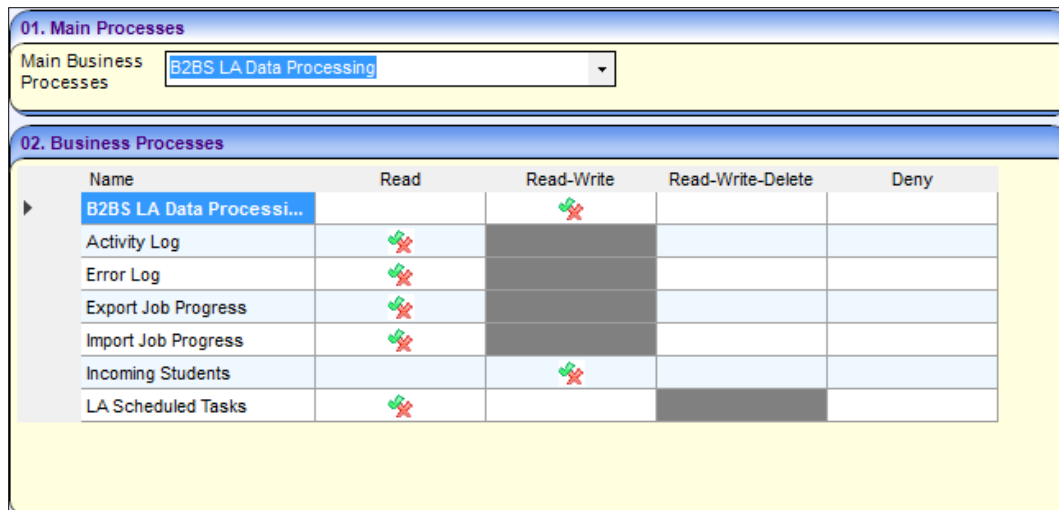 01. Main Processes
Main Business
Processes
B2BS LA Data Processing
02. Business Processes
Name Read Read-Write Read-Write-Delete Deny
B2BS LA Data Processi...
Activity Log
Error Log
Export Job Progress
Import Job Progress
Incoming Students
LA Scheduled Tasks